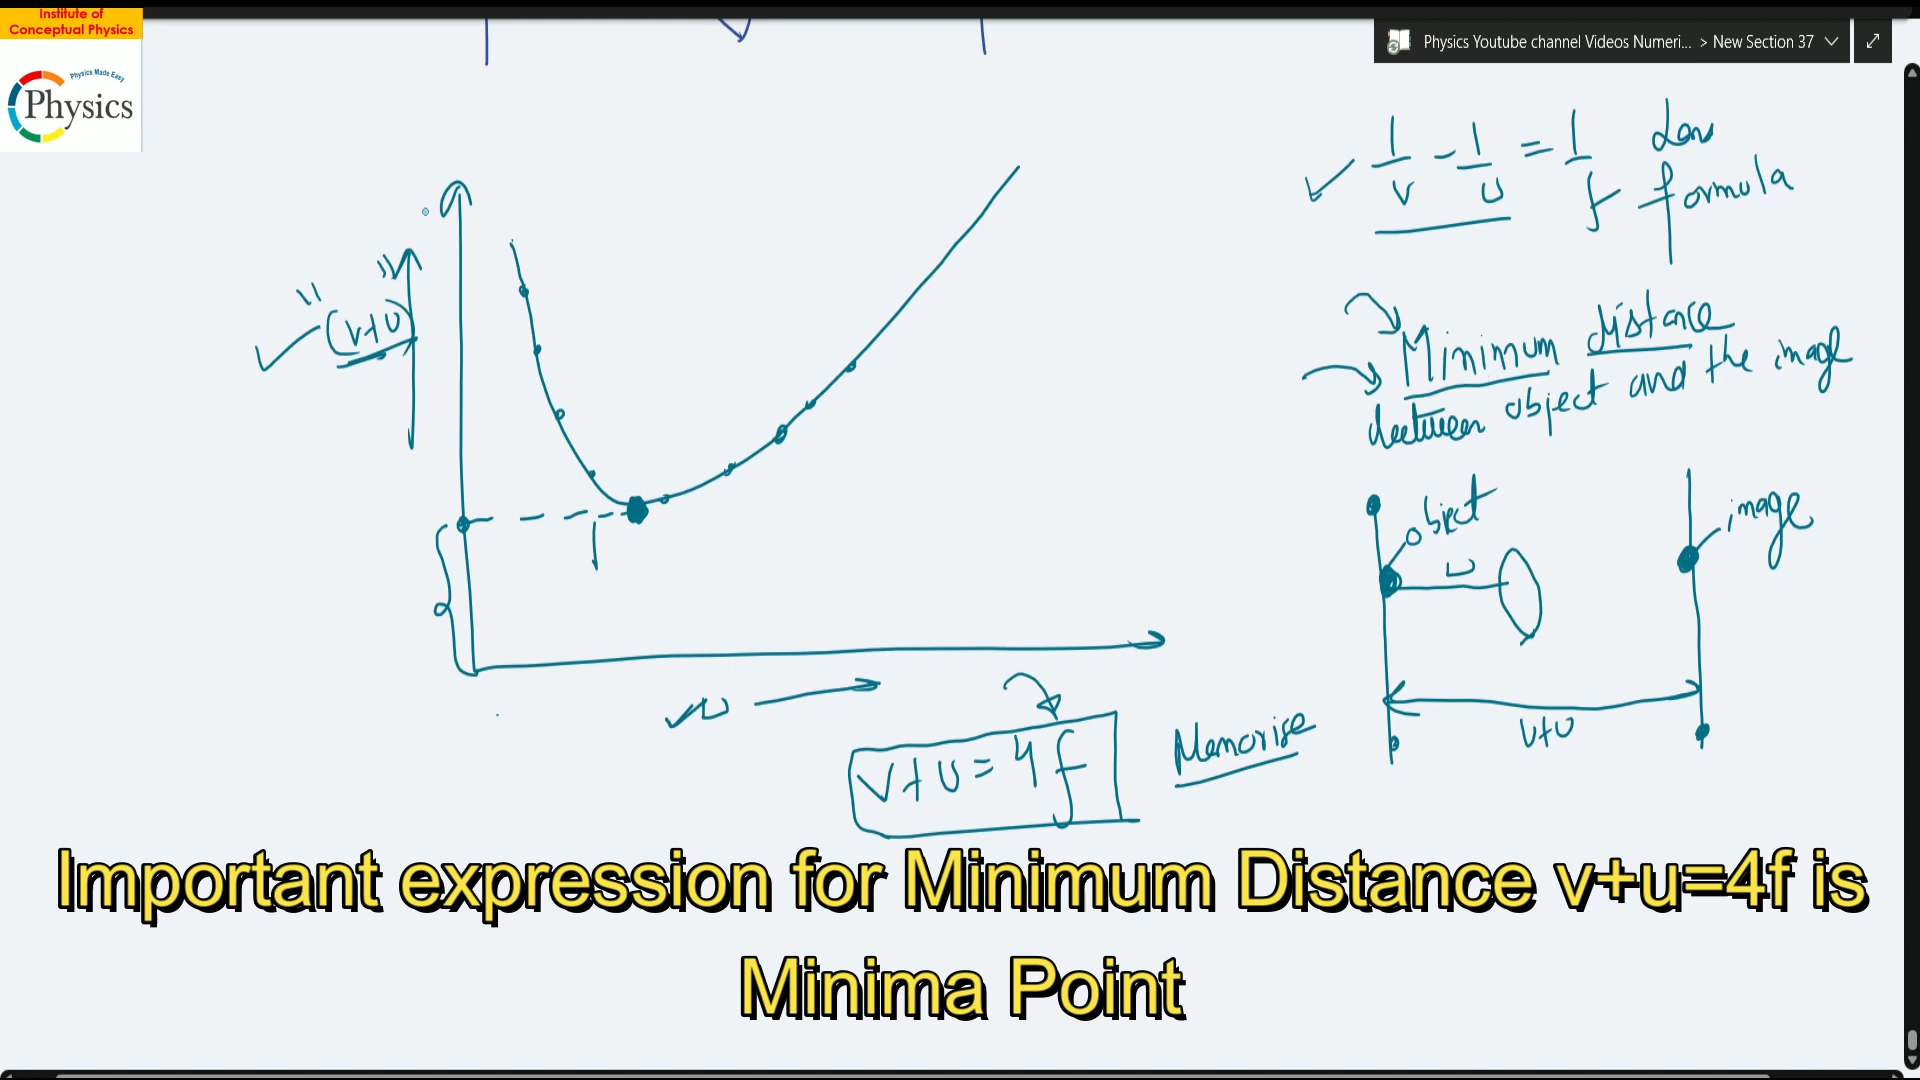 Institute of
Conceptual Physics
Physics Made Easy
Physics
Physics Youtube channel Videos Numeri... > New Section 37
1/v - 1/u = 1/f Len
formula
"(v+u)"
Minimum distance
between object and the image
object
image
u
v+u
u
v+u=4f
Memorise
Important expression for Minimum Distance v+u=4f is
Minima Point